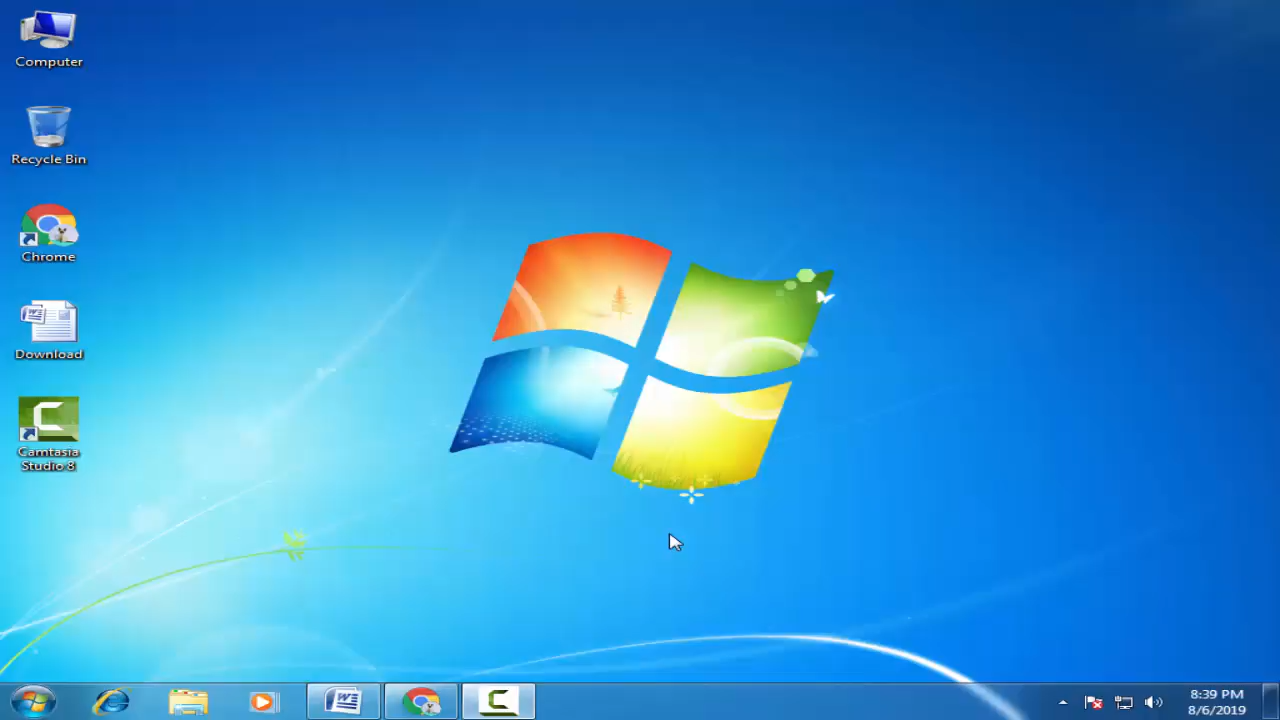 Computer
Recycle Bin
Chrome
Download
Camtasia
Studio 8
8:39 PM
8/6/2019